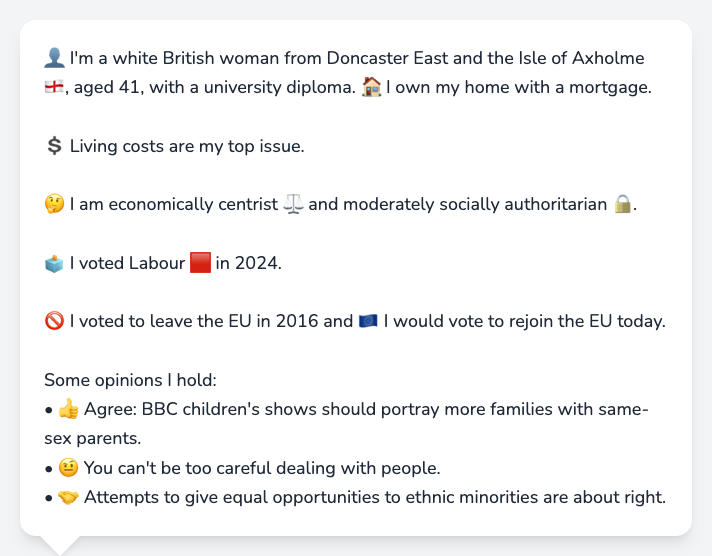 👤 I'm a white British woman from Doncaster East and the Isle of Axholme
🏴󠁧󠁢󠁥󠁮󠁧󠁿, aged 41, with a university diploma. 🏠 I own my home with a mortgage.
💲 Living costs are my top issue.
🤔 I am economically centrist ⚖️ and moderately socially authoritarian 🔒.
🗳️ I voted Labour 🟥 in 2024.
🚫 I voted to leave the EU in 2016 and 🇪🇺 I would vote to rejoin the EU today.
Some opinions I hold:
• 👍 Agree: BBC children's shows should portray more families with same-
sex parents.
• 🤨 You can't be too careful dealing with people.
• 🤝 Attempts to give equal opportunities to ethnic minorities are about right.